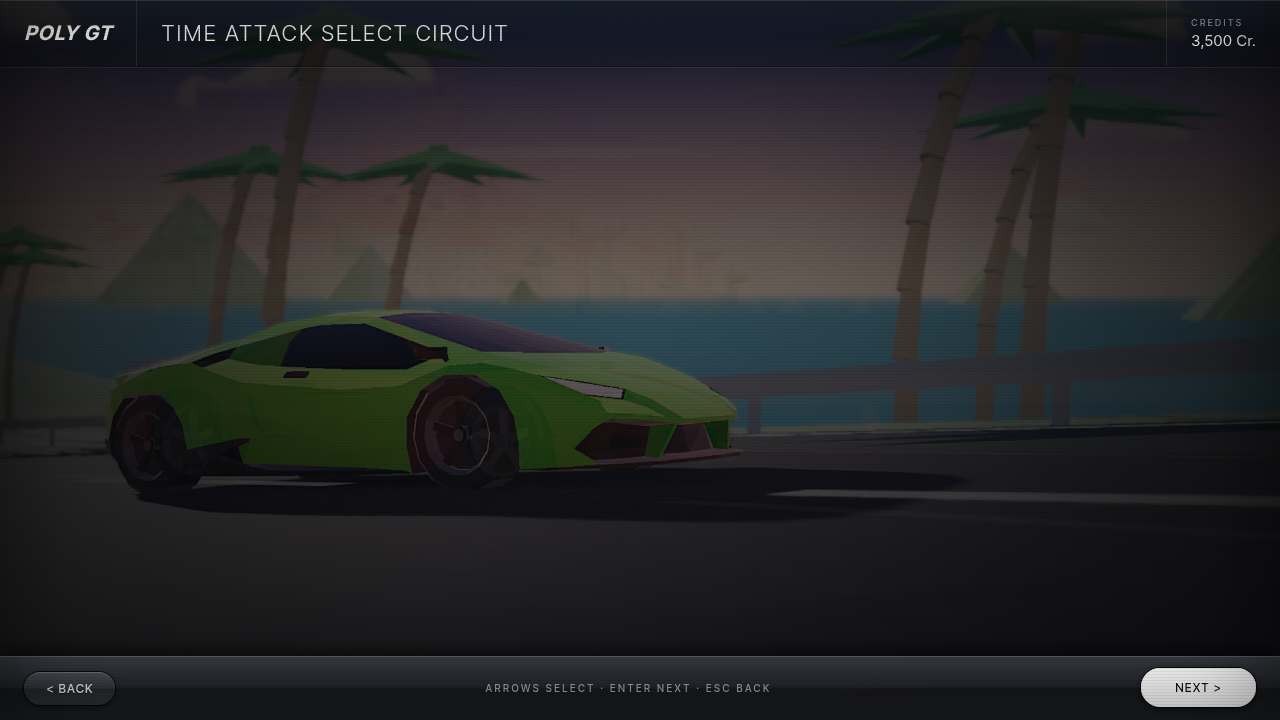 POLY GT
TIME ATTACK SELECT CIRCUIT
CREDITS
3,500 Cr.
< BACK
ARROWS SELECT · ENTER NEXT · ESC BACK
NEXT >